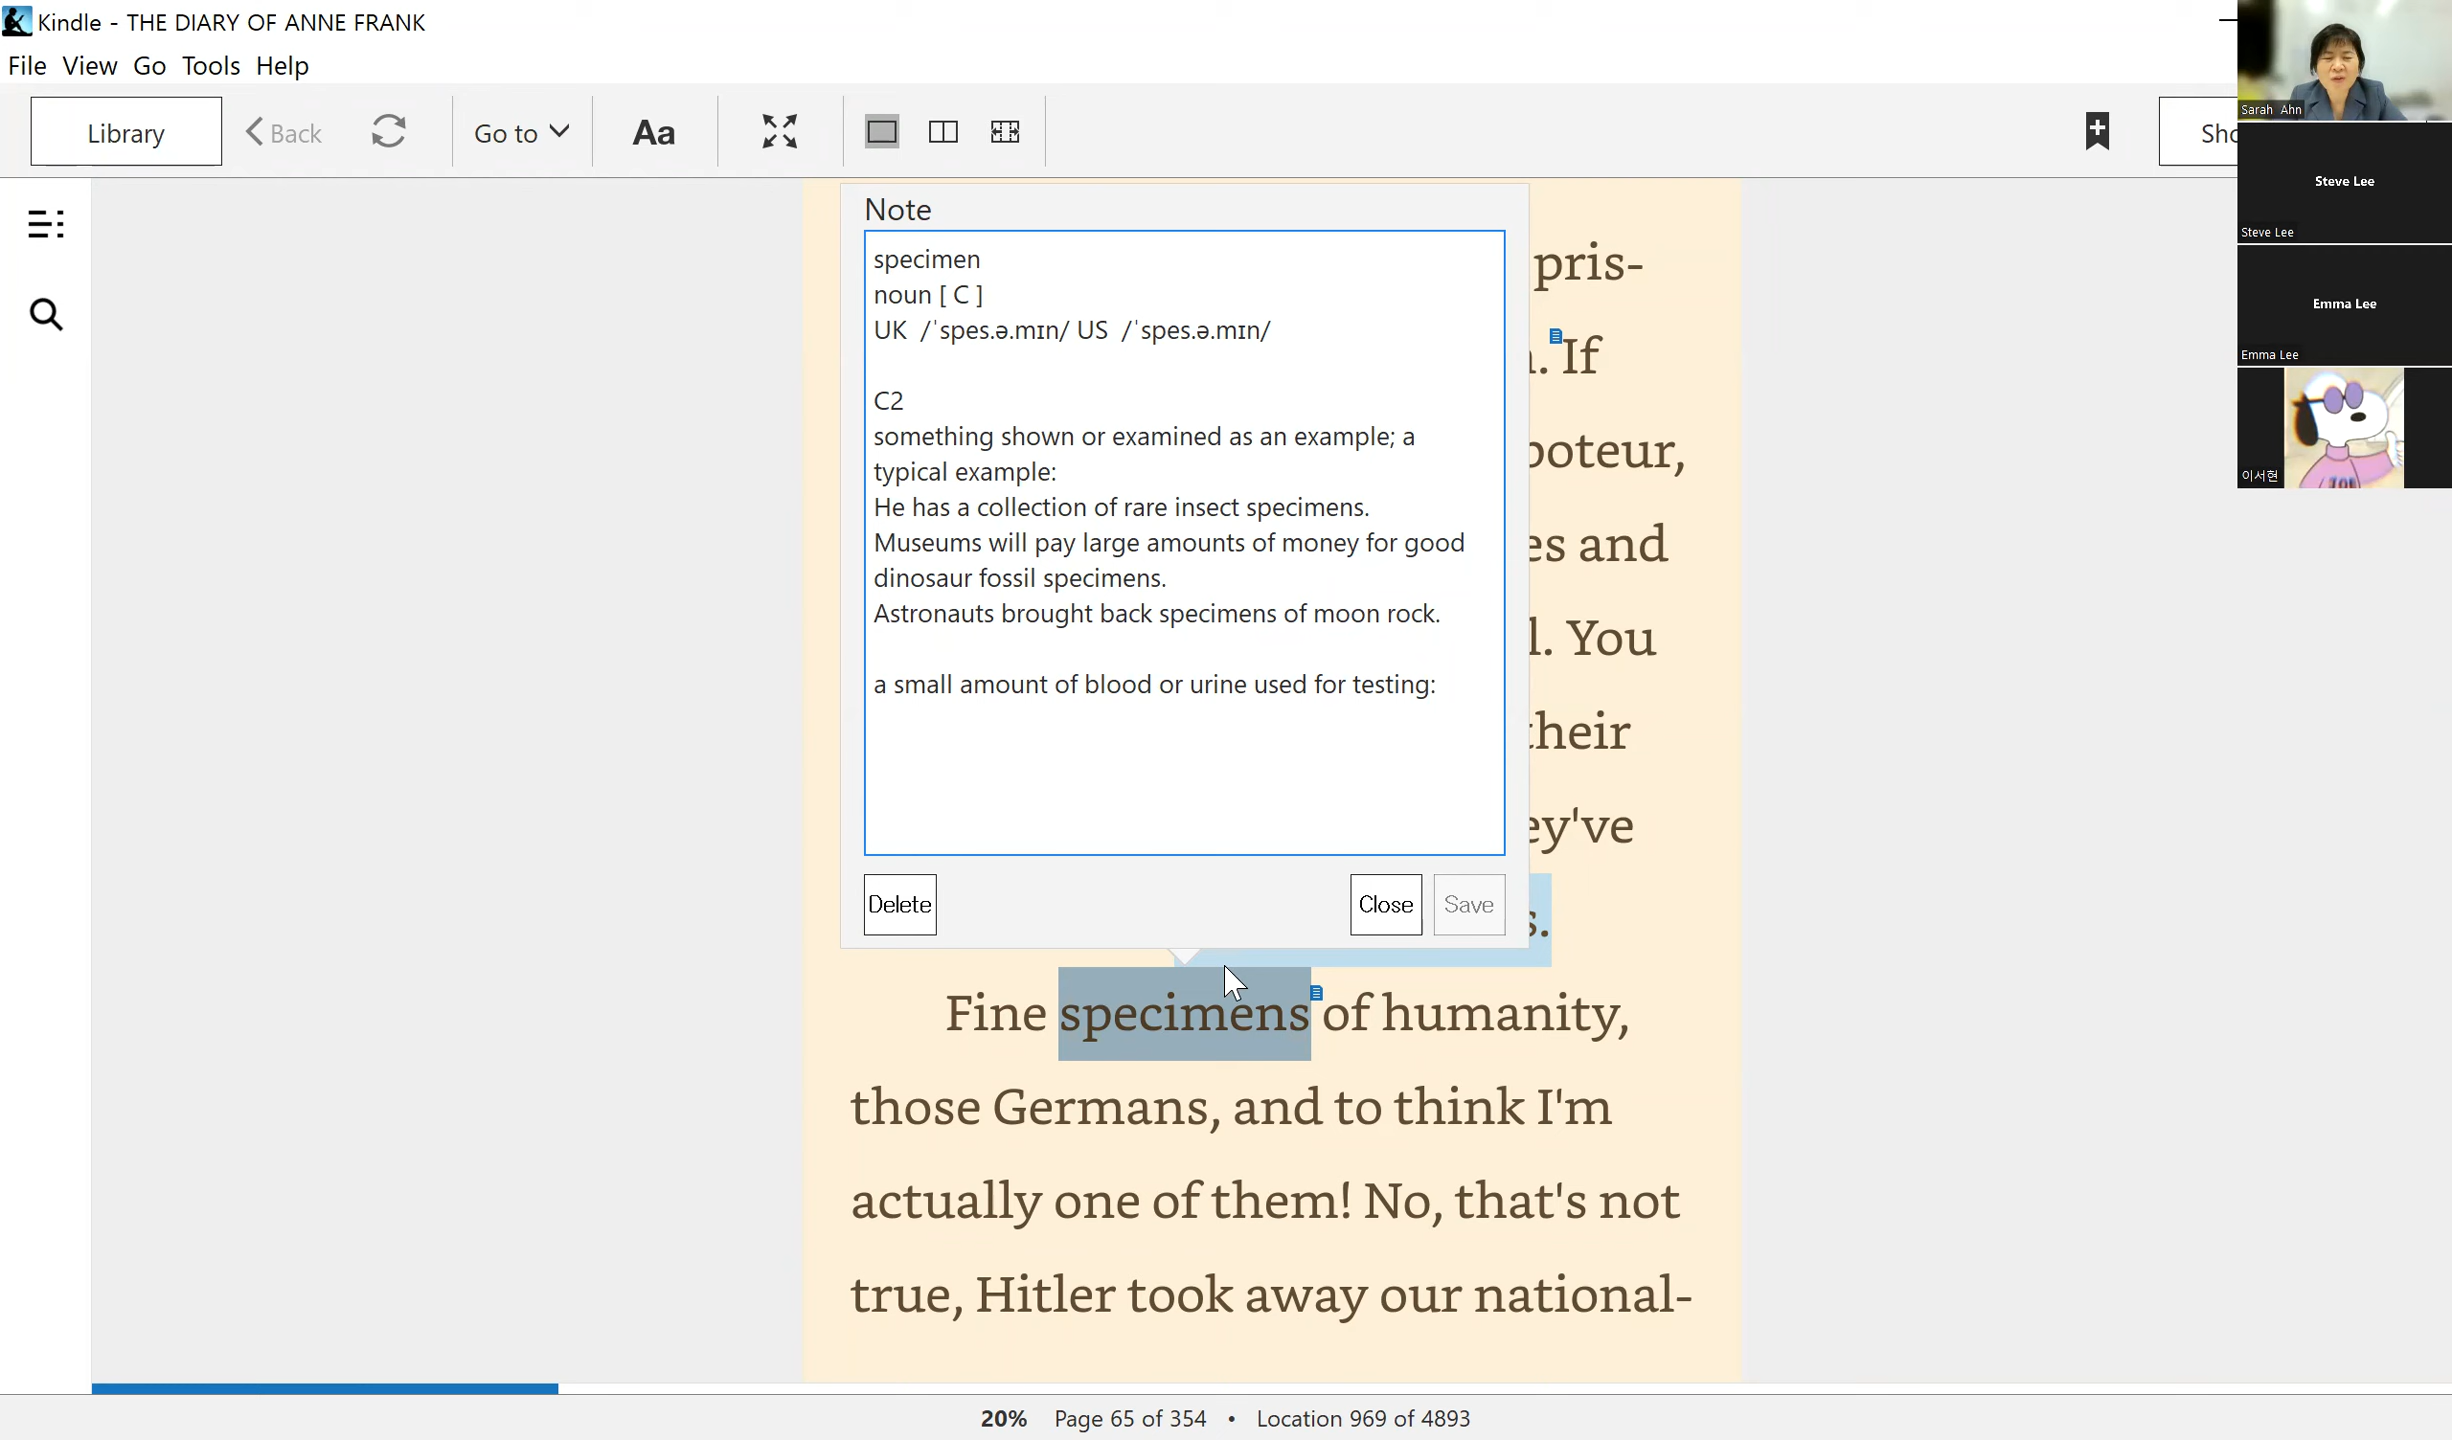 Kindle - THE DIARY OF ANNE FRANK
File View Go Tools Help
Library Back Go to Aa
Sarah Ahn
Steve Lee
Steve Lee
Emma Lee
Emma Lee
이서현
Note
specimen
noun [ C ]
UK /ˈspes.ə.mɪn/ US /ˈspes.ə.mɪn/
C2
something shown or examined as an example; a
typical example:
He has a collection of rare insect specimens.
Museums will pay large amounts of money for good
dinosaur fossil specimens.
Astronauts brought back specimens of moon rock.
a small amount of blood or urine used for testing:
Delete Close Save
pris-
If
es and
l. You
their
ey've
s.
Fine specimens of humanity,
those Germans, and to think I'm
actually one of them! No, that's not
true, Hitler took away our national-
20% Page 65 of 354 • Location 969 of 4893